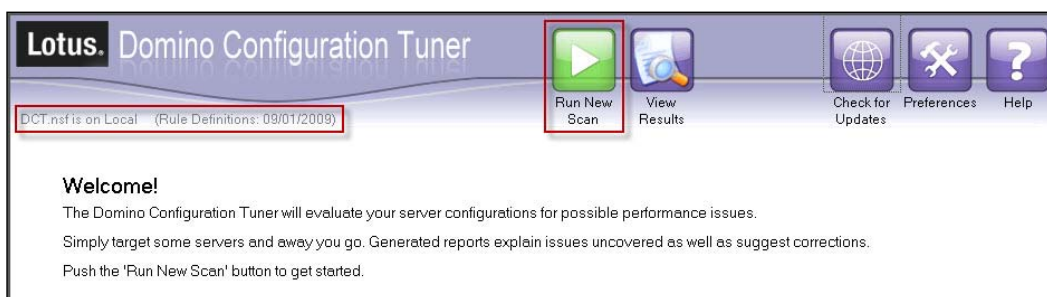 Lotus. Domino Configuration Tuner
Run New Scan
View Results
Check for Updates
Preferences
Help
DCT.nsf is on Local (Rule Definitions: 09/01/2009)
Welcome!
The Domino Configuration Tuner will evaluate your server configurations for possible performance issues.
Simply target some servers and away you go. Generated reports explain issues uncovered as well as suggest corrections.
Push the 'Run New Scan' button to get started.